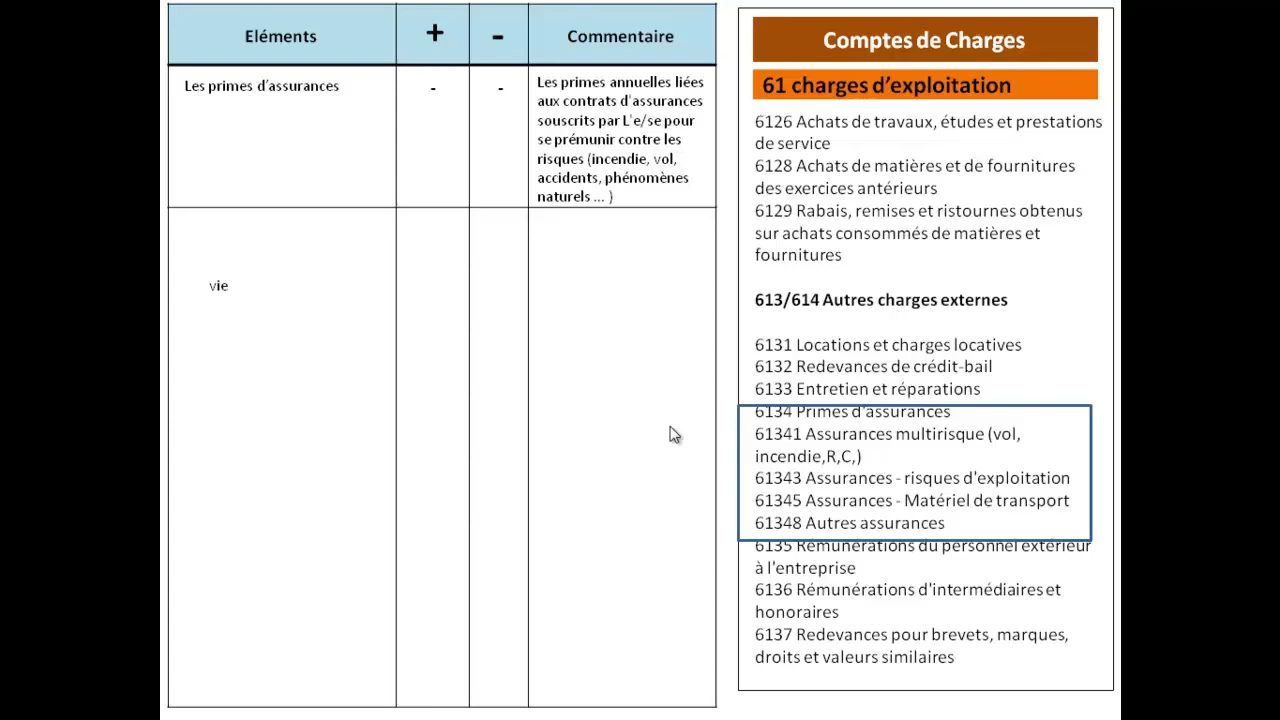 Eléments
+
-
Commentaire
Les primes d'assurances
-
-
Les primes annuelles liées
aux contrats d'assurances
souscrits par L'e/se pour
se prémunir contre les
risques (incendie, vol,
accidents, phénomènes
naturels ... )
vie
Comptes de Charges
61 charges d'exploitation
6126 Achats de travaux, études et prestations
de service
6128 Achats de matières et de fournitures
des exercices antérieurs
6129 Rabais, remises et ristournes obtenus
sur achats consommés de matières et
fournitures
613/614 Autres charges externes
6131 Locations et charges locatives
6132 Redevances de crédit-bail
6133 Entretien et réparations
6134 Primes d'assurances
61341 Assurances multirisque (vol,
incendie,R,C,)
61343 Assurances - risques d'exploitation
61345 Assurances - Matériel de transport
61348 Autres assurances
6135 Rémunérations du personnel extérieur
à l'entreprise
6136 Rémunérations d'intermédiaires et
honoraires
6137 Redevances pour brevets, marques,
droits et valeurs similaires